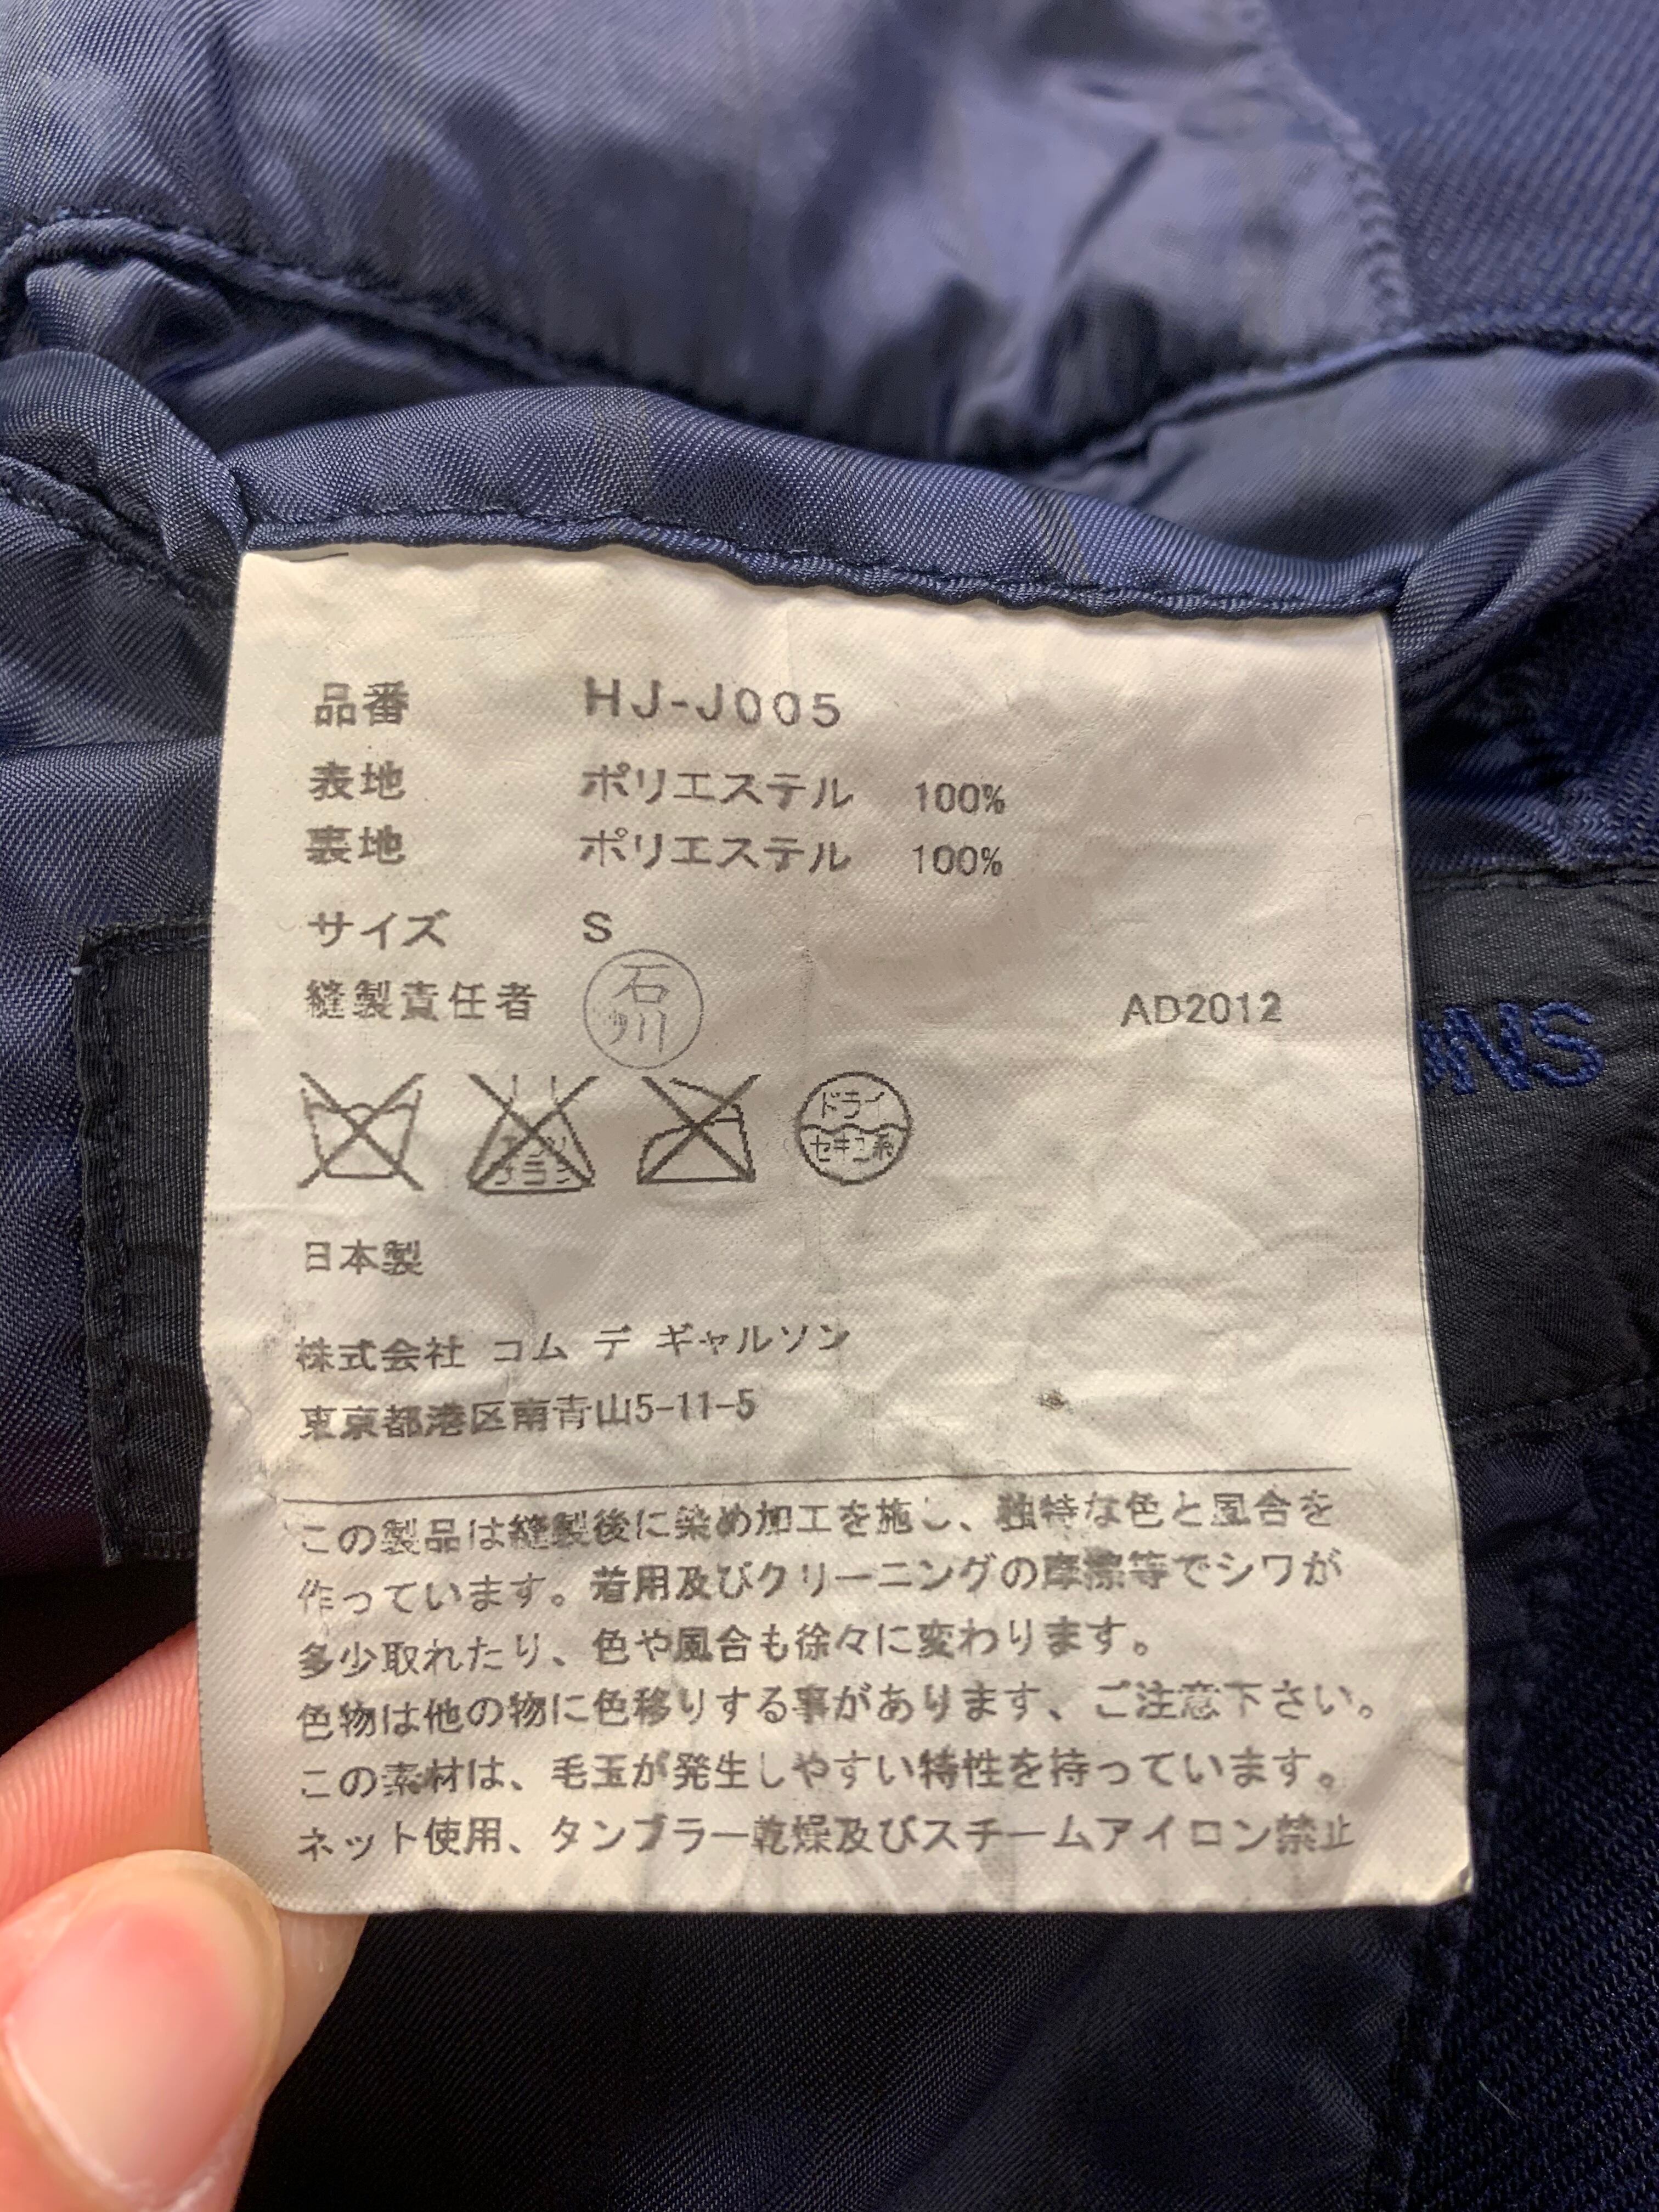 品番 HJ-J005
表地 ポリエステル 100%
裏地 ポリエステル 100%
サイズ S
縫製責任者 石川
AD2012
エンソ
サラシ
ドライ
セキユ系
日本製
株式会社 コム デ ギャルソン
東京都港区南青山5-11-5
この製品は縫製後に染め加工を施し、独特な色と風合を
作っています。着用及びクリーニングの摩擦等でシワが
多少取れたり、色や風合も徐々に変わります。
色物は他の物に色移りする事があります、ご注意下さい。
この素材は、毛玉が発生しやすい特性を持っています。
ネット使用、タンブラー乾燥及びスチームアイロン禁止
ONS